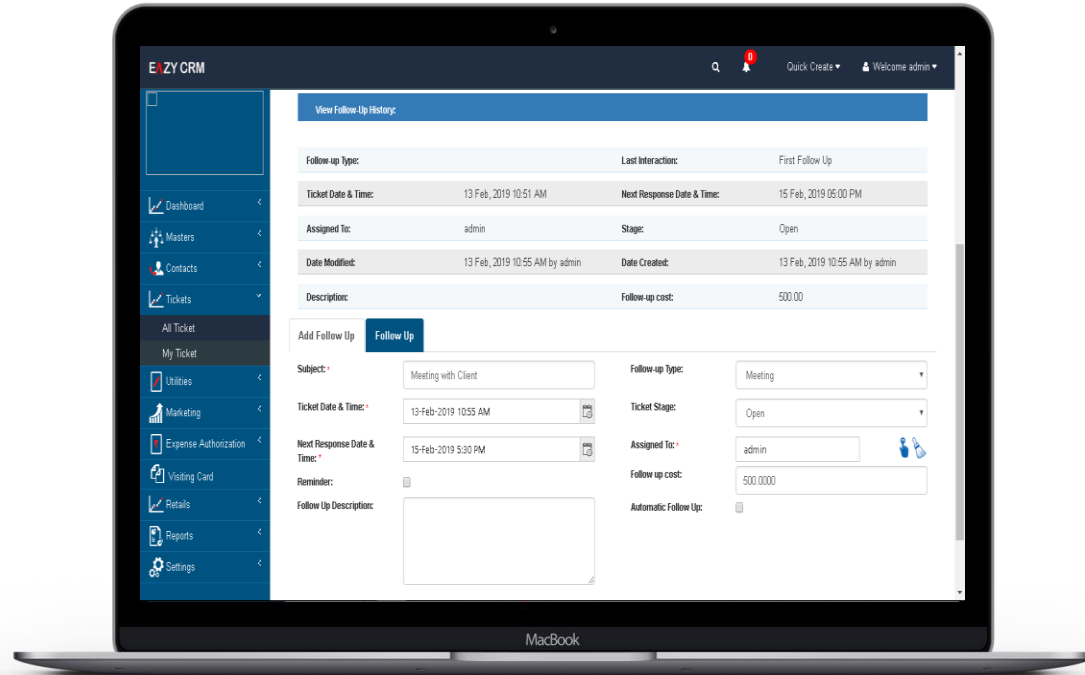 EAZY CRM
0
Quick Create
Welcome admin
View Follow-Up History:
Follow-up Type:
Last Interaction:
First Follow Up
Ticket Date & Time:
13 Feb, 2019 10:51 AM
Next Response Date & Time:
15 Feb, 2019 05:00 PM
Assigned To:
admin
Stage:
Open
Date Modified:
13 Feb, 2019 10:55 AM by admin
Date Created:
13 Feb, 2019 10:55 AM by admin
Description:
Follow-up cost:
500.00
Dashboard
Masters
Contacts
Tickets
All Ticket
My Ticket
Utilities
Marketing
Expense Authorization
Visiting Card
Retails
Reports
Settings
Add Follow Up
Follow Up
Subject: *
Meeting with Client
Follow-up Type:
Meeting
Ticket Date & Time: *
13-Feb-2019 10:55 AM
Ticket Stage:
Open
Next Response Date &
Time: *
15-Feb-2019 5:30 PM
Assigned To: *
admin
Reminder:
Follow up cost:
500.0000
Follow Up Description:
Automatic Follow Up:
MacBook